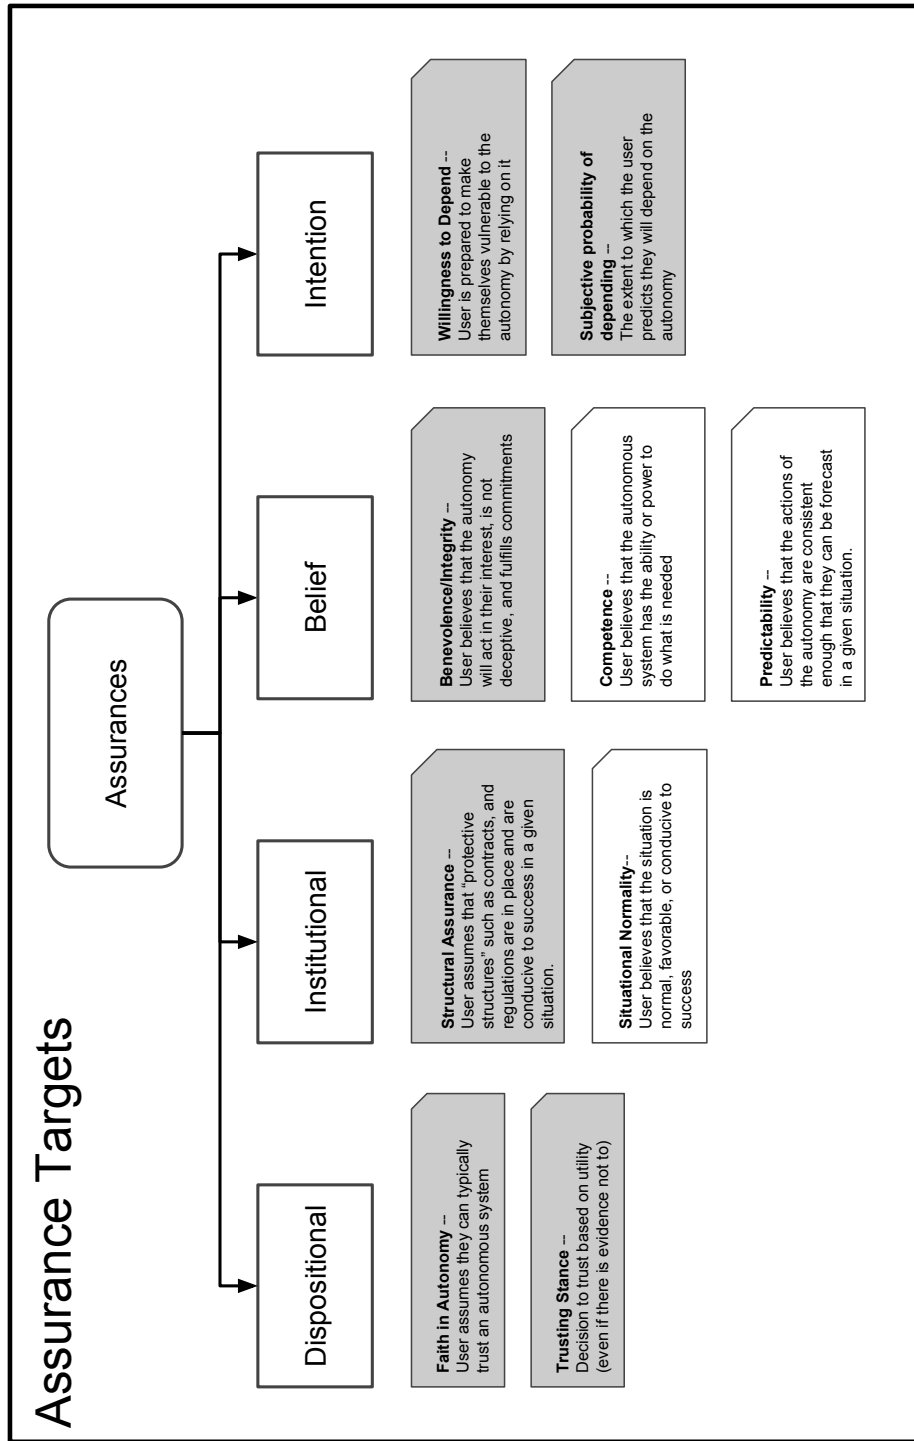 Assurance Targets
Assurances
Dispositional
Institutional
Belief
Intention
Faith in Autonomy --
User assumes they can typically
trust an autonomous system
Trusting Stance --
Decision to trust based on utility
(even if there is evidence not to)
Structural Assurance --
User assumes that “protective
structures” such as contracts, and
regulations are in place and are
conducive to success in a given
situation.
Situational Normality--
User believes that the situation is
normal, favorable, or conducive to
success
Benevolence/Integrity --
User believes that the autonomy
will act in their interest, is not
deceptive, and fulfills commitments
Competence --
User believes that the autonomous
system has the ability or power to
do what is needed
Predictability --
User believes that the actions of
the autonomy are consistent
enough that they can be forecast
in a given situation.
Willingness to Depend --
User is prepared to make
themselves vulnerable to the
autonomy by relying on it
Subjective probability of
depending --
The extent to which the user
predicts they will depend on the
autonomy